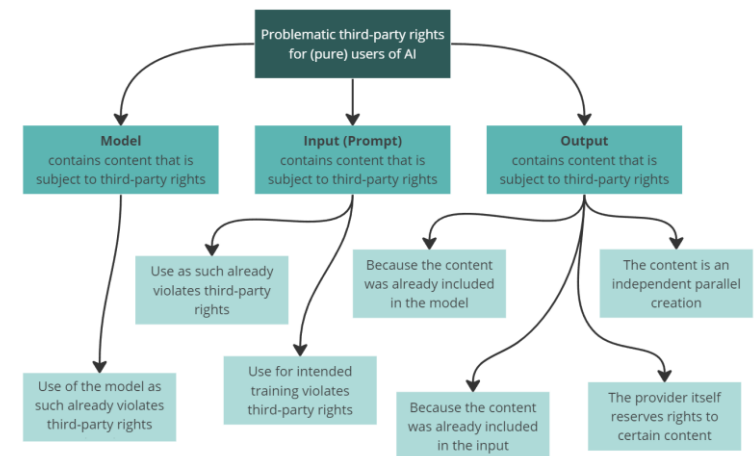 Problematic third-party rights
for (pure) users of AI
Model
contains content that is
subject to third-party rights
Input (Prompt)
contains content that is
subject to third-party rights
Output
contains content that is
subject to third-party rights
Use as such already
violates third-party
rights
Because the content
was already included
in the model
The content is an
independent parallel
creation
Use of the model as
such already violates
third-party rights
Use for intended
training violates
third-party rights
Because the content
was already included
in the input
The provider itself
reserves rights to
certain content